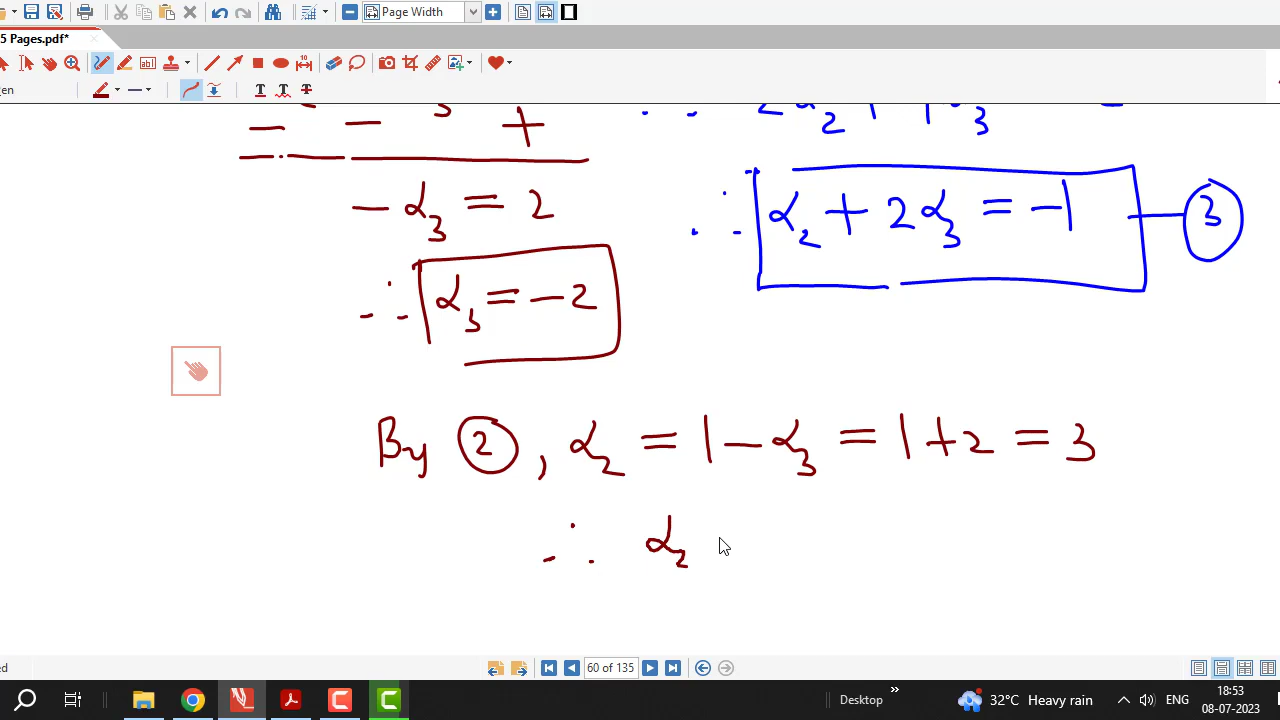 Page Width
5 Pages.pdf*
− − +
− α₃ = 2
∴ α₂ + 2α₃ = −1 — ③
∴ α₃ = −2
By ②, α₂ = 1 − α₃ = 1 + 2 = 3
∴ α₂
60 of 135
Desktop
32°C Heavy rain
ENG
18:53
08-07-2023